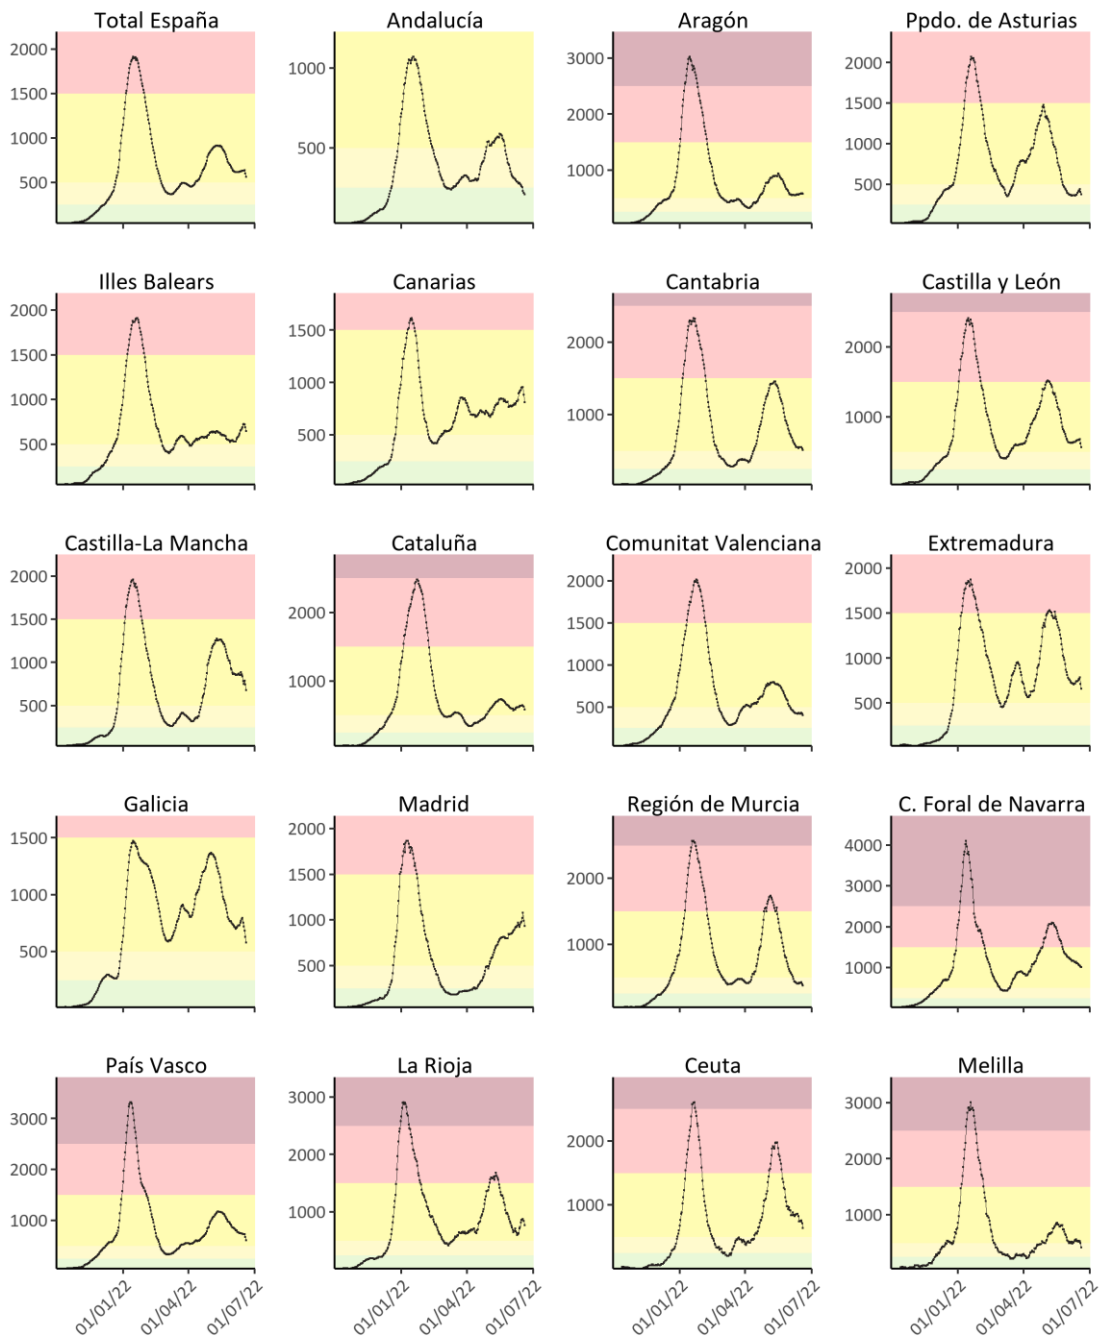 Total España Andalucía Aragón Ppdo. de Asturias
2000 1000 3000 2000
1500 500 2000 1500
1000 1000 1000
500 500
Illes Balears Canarias Cantabria Castilla y León
2000 1500 2000 2000
1500 1000 1000 1000
1000 500
500
Castilla-La Mancha Cataluña Comunitat Valenciana Extremadura
2000 2000 2000 2000
1500 1000 1500 1500
1000 1000 1000
500 500 500
Galicia Madrid Región de Murcia C. Foral de Navarra
1500 2000 2000 4000
1000 1500 1000 3000
500 1000 2000
500 1000
País Vasco La Rioja Ceuta Melilla
3000 3000 2000 3000
2000 2000 1000 2000
1000 1000 1000
01/01/22 01/04/22 01/07/22 01/01/22 01/04/22 01/07/22 01/01/22 01/04/22 01/07/22 01/01/22 01/04/22 01/07/22